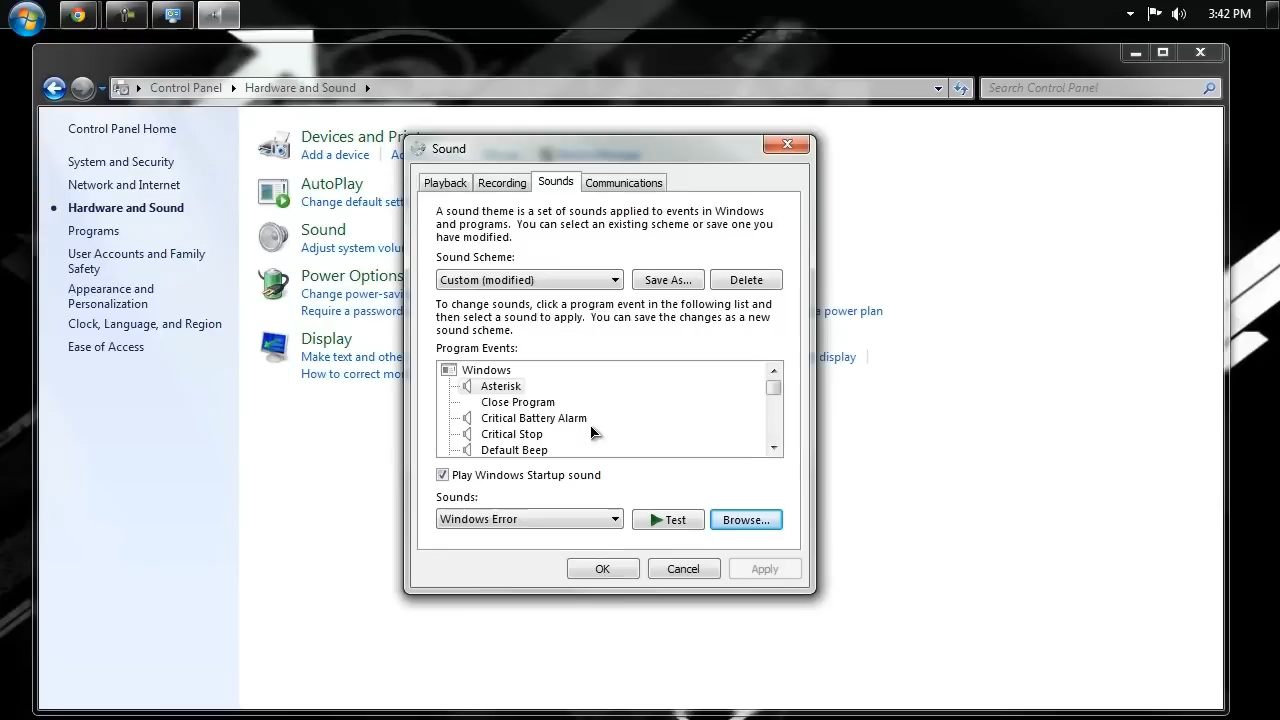 3:42 PM
Control Panel Hardware and Sound
Search Control Panel
Control Panel Home
System and Security
Network and Internet
Hardware and Sound
Programs
User Accounts and Family
Safety
Appearance and
Personalization
Clock, Language, and Region
Ease of Access
Devices and
Add a device
AutoPlay
Change default
Sound
Adjust system
Power Options
Change
Require a password
a power plan
Display
Make text and
display
How to correct
Sound
Playback Recording Sounds Communications
A sound theme is a set of sounds applied to events in Windows
and programs. You can select an existing scheme or save one you
have modified.
Sound Scheme:
Custom (modified) Save As... Delete
To change sounds, click a program event in the following list and
then select a sound to apply. You can save the changes as a new
sound scheme.
Program Events:
Windows
Asterisk
Close Program
Critical Battery Alarm
Critical Stop
Default Beep
Play Windows Startup sound
Sounds:
Windows Error Test Browse...
OK Cancel Apply